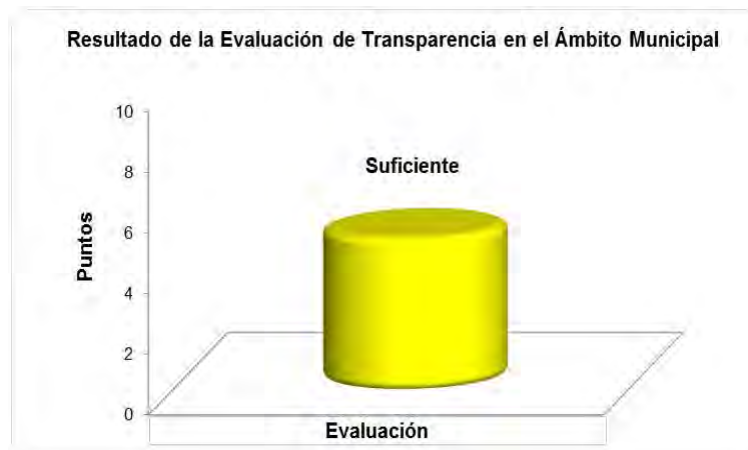 Resultado de la Evaluación de Transparencia en el Ámbito Municipal
10
8
6
4
2
0
Puntos
Suficiente
Evaluación